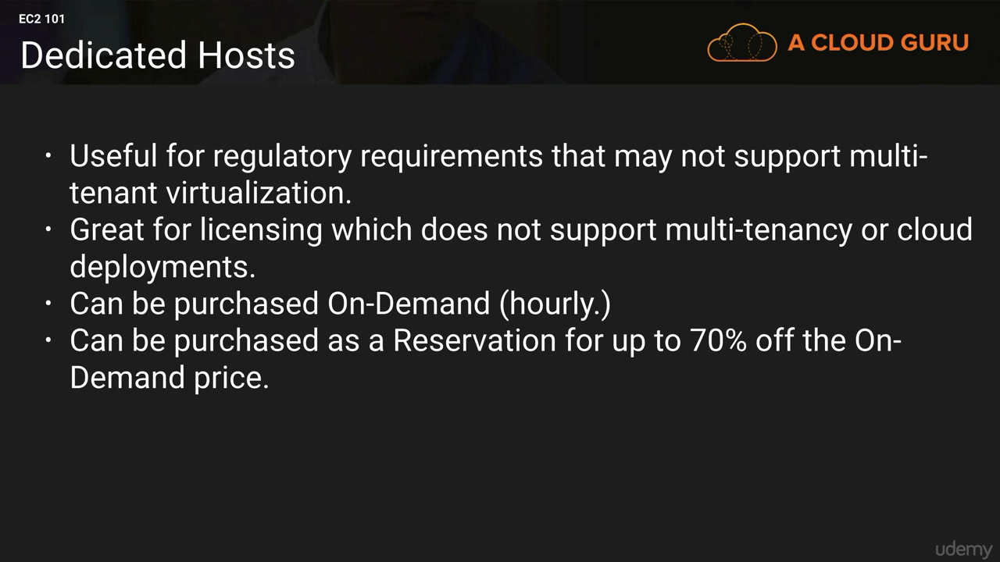 EC2 101
Dedicated Hosts
A CLOUD GURU
• Useful for regulatory requirements that may not support multi-
tenant virtualization.
• Great for licensing which does not support multi-tenancy or cloud
deployments.
• Can be purchased On-Demand (hourly.)
• Can be purchased as a Reservation for up to 70% off the On-
Demand price.
udemy